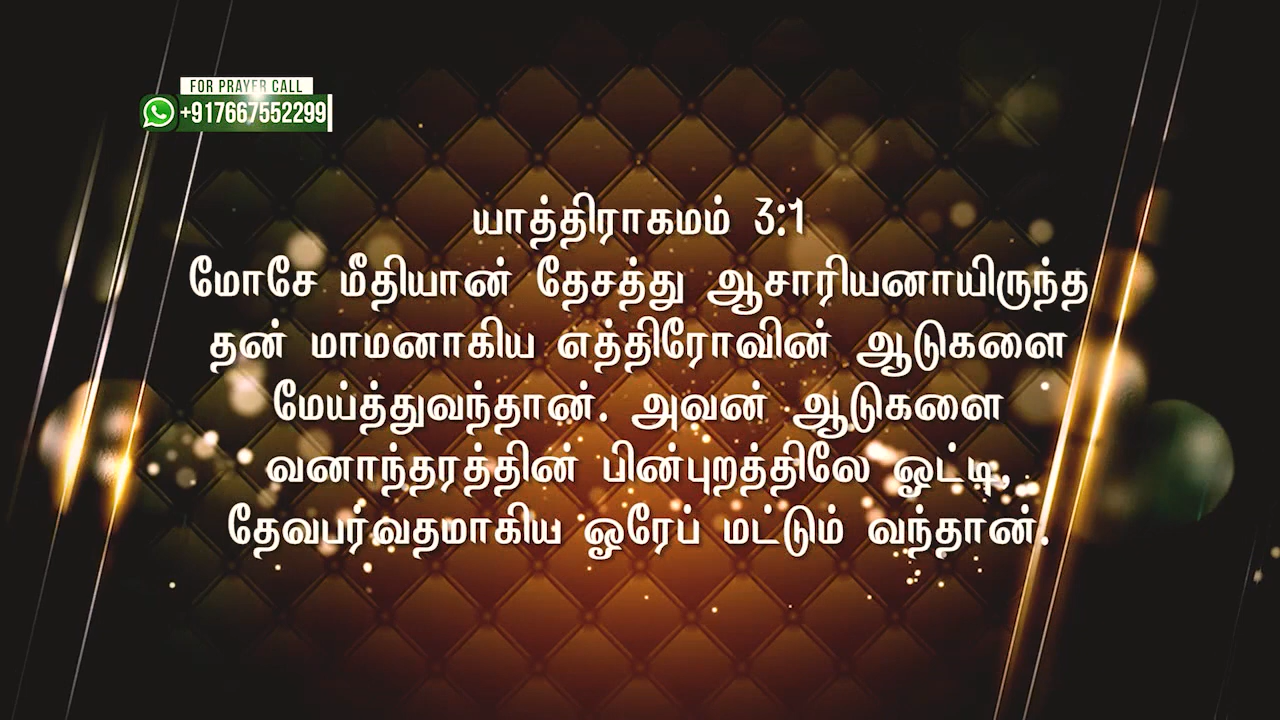 FOR PRAYER CALL
+917667552299
யாத்திராகமம் 3:1
மோசே மீதியான் தேசத்து ஆசாரியனாயிருந்த
தன் மாமனாகிய எத்திரோவின் ஆடுகளை
மேய்த்துவந்தான். அவன் ஆடுகளை
வனாந்தரத்தின் பின்புறத்திலே ஓட்டி,
தேவபர்வதமாகிய ஓரேப் மட்டும் வந்தான்.